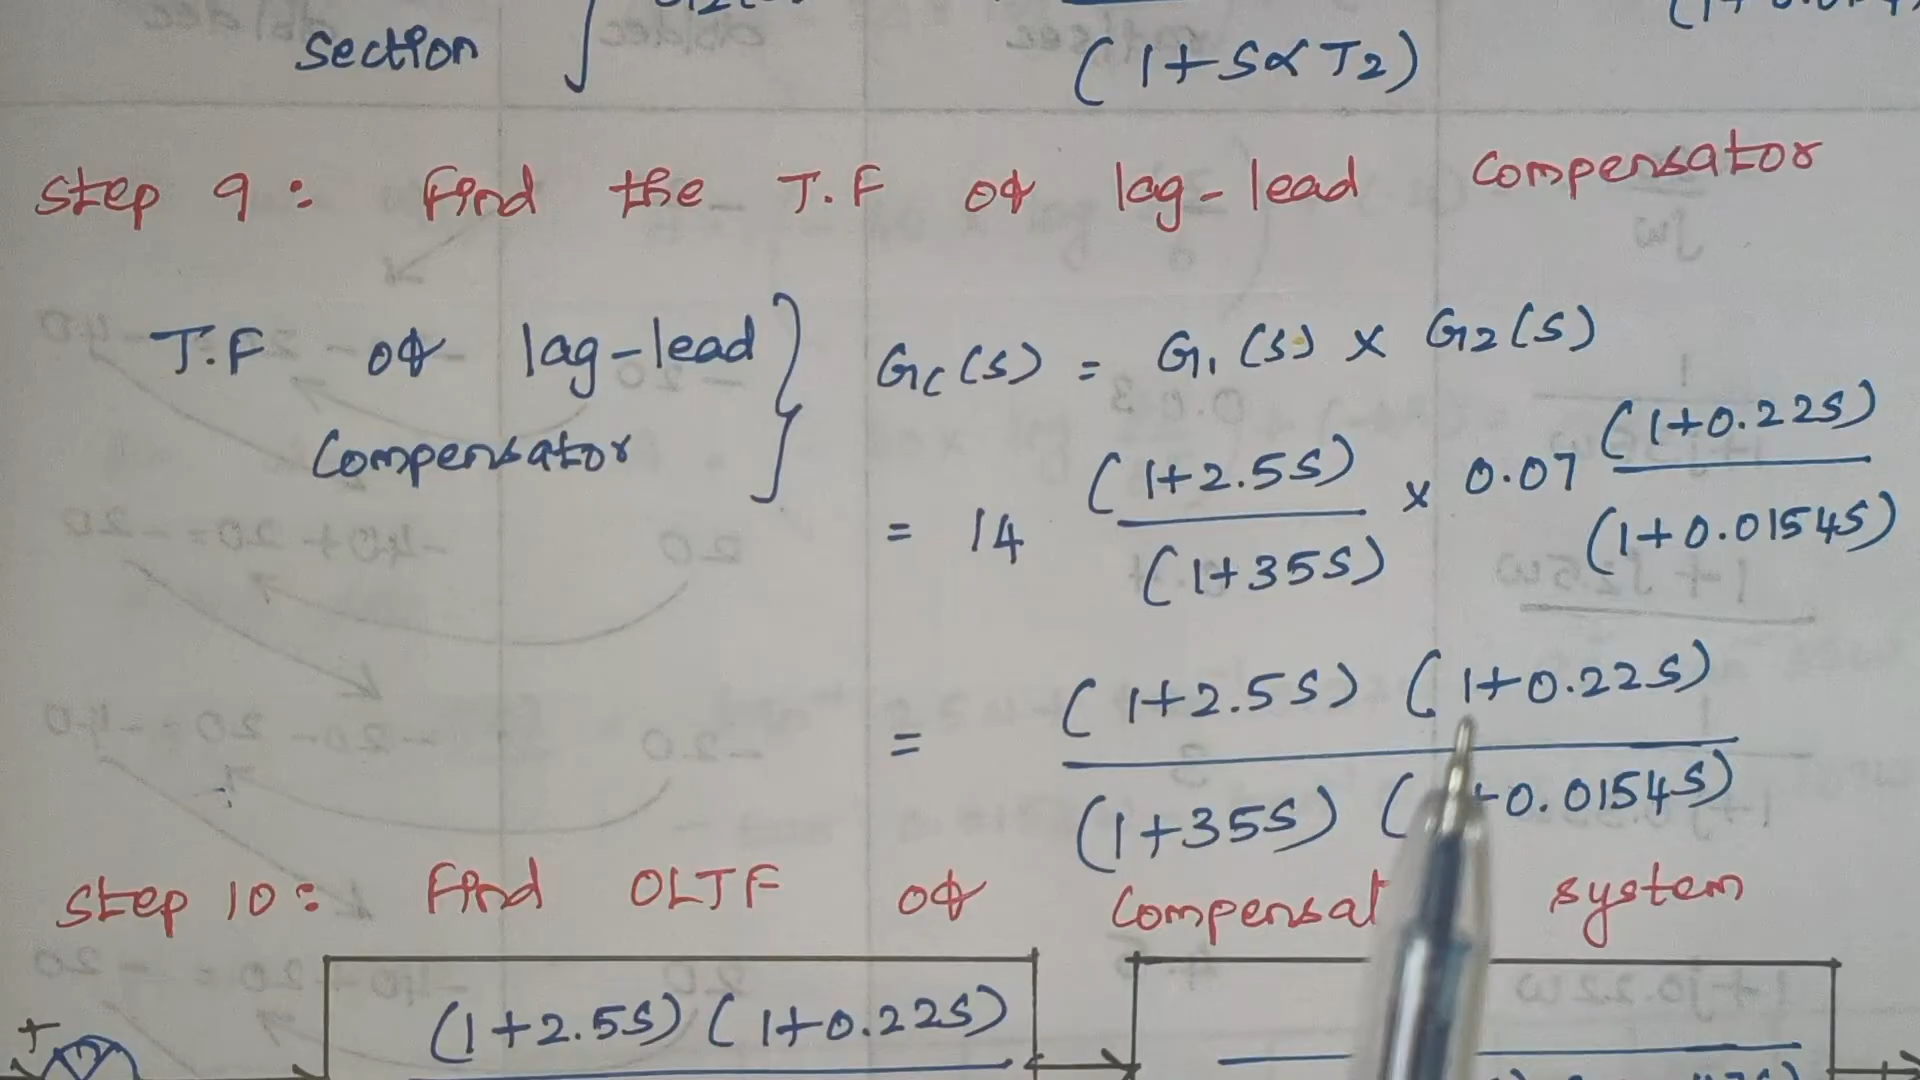 section
(1+SαT2)
Step 9: Find the T.F of lag-lead compensator
T.F of lag-lead compensator } Gc(s) = G1(s) × G2(s)
= 14 (1+2.5s) / (1+35s) × 0.07 (1+0.22s) / (1+0.0154s)
= (1+2.5s) (1+0.22s)
(1+35s) ( +0.0154s)
Step 10: Find OLTF of compensat system
+
(1+2.5s) (1+0.22s)